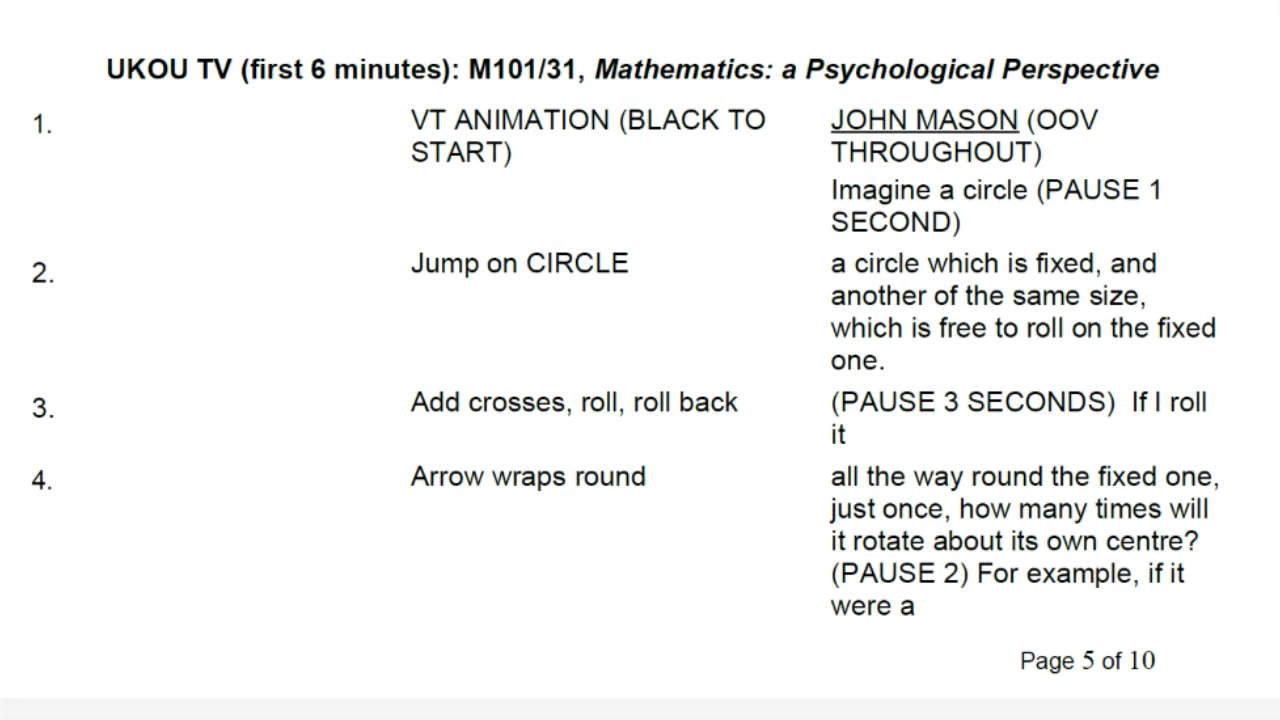 UKOU TV (first 6 minutes): M101/31, Mathematics: a Psychological Perspective
1.
VT ANIMATION (BLACK TO
START)
JOHN MASON (OOV
THROUGHOUT)
Imagine a circle (PAUSE 1
SECOND)
2.
Jump on CIRCLE
a circle which is fixed, and
another of the same size,
which is free to roll on the fixed
one.
3.
Add crosses, roll, roll back
(PAUSE 3 SECONDS)  If I roll
it
4.
Arrow wraps round
all the way round the fixed one,
just once, how many times will
it rotate about its own centre?
(PAUSE 2) For example, if it
were a
Page 5 of 10